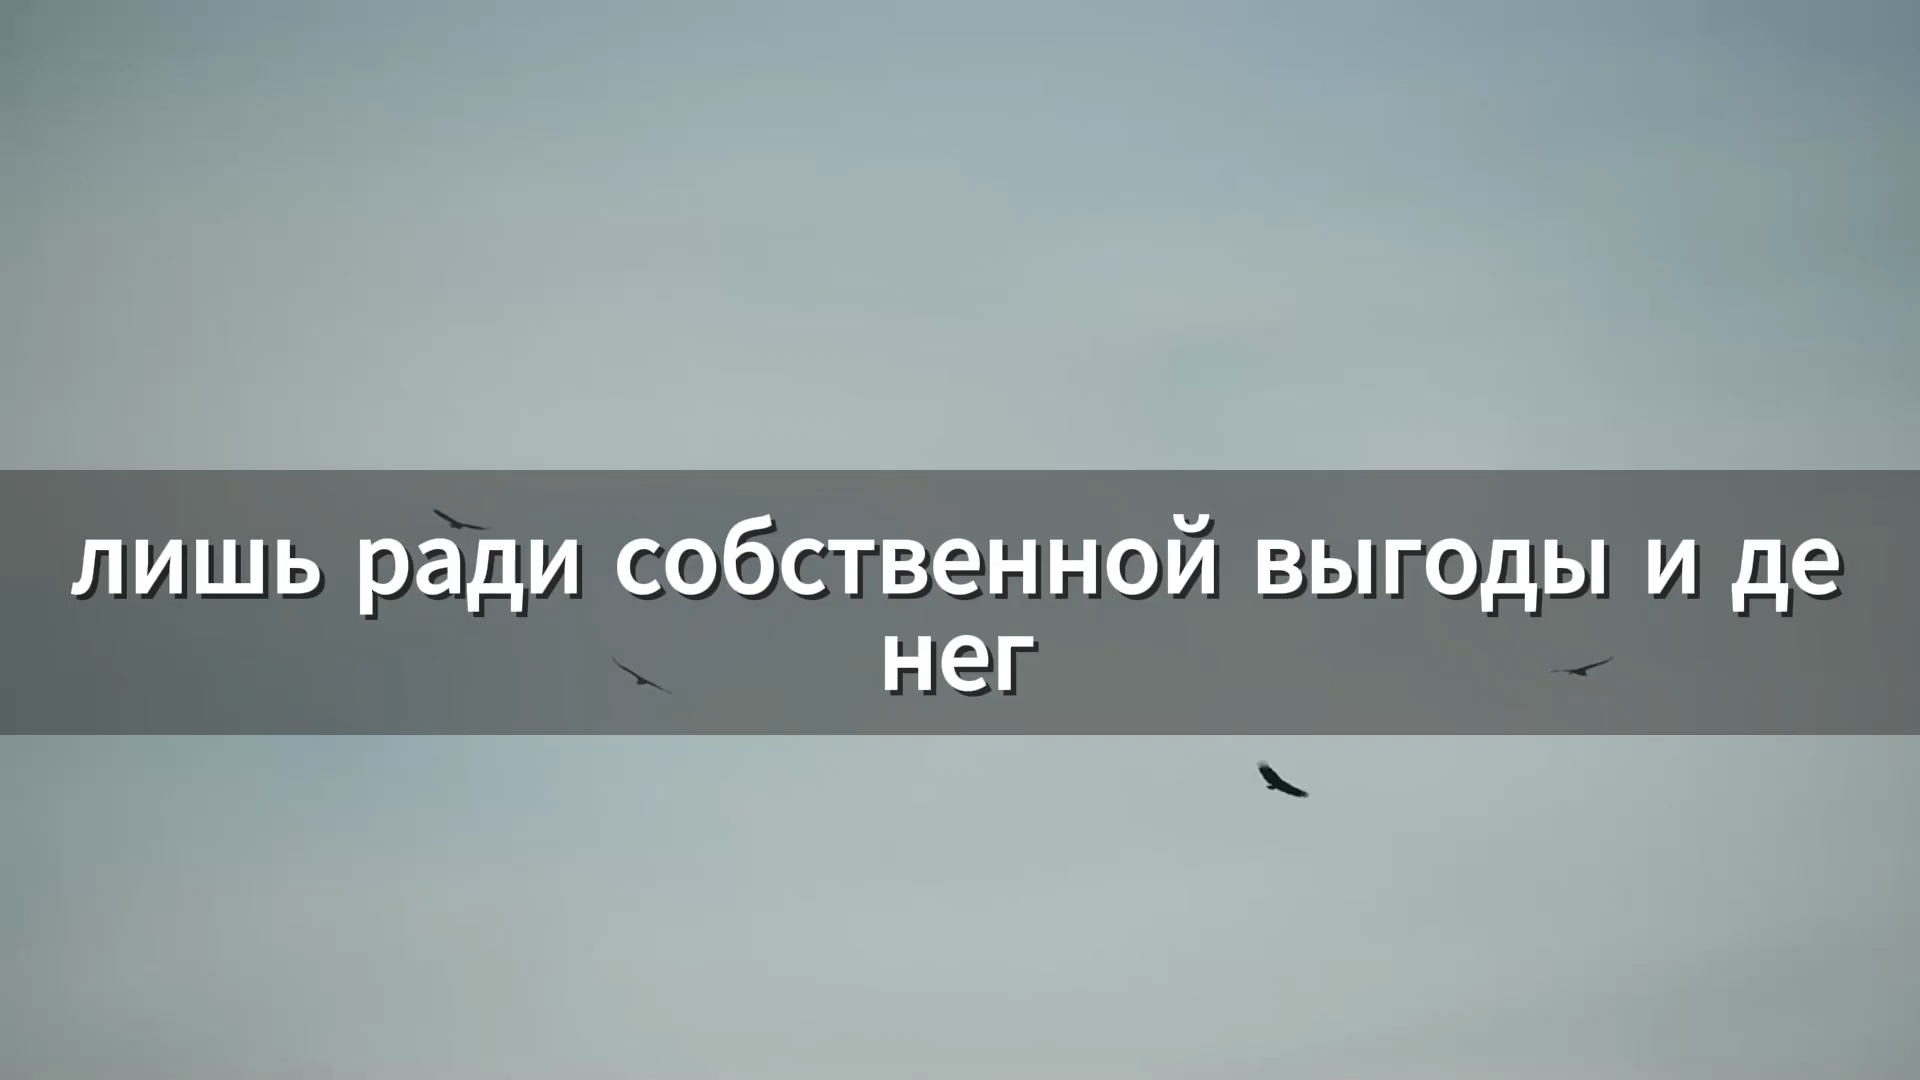 лишь ради собственной выгоды и де
нег